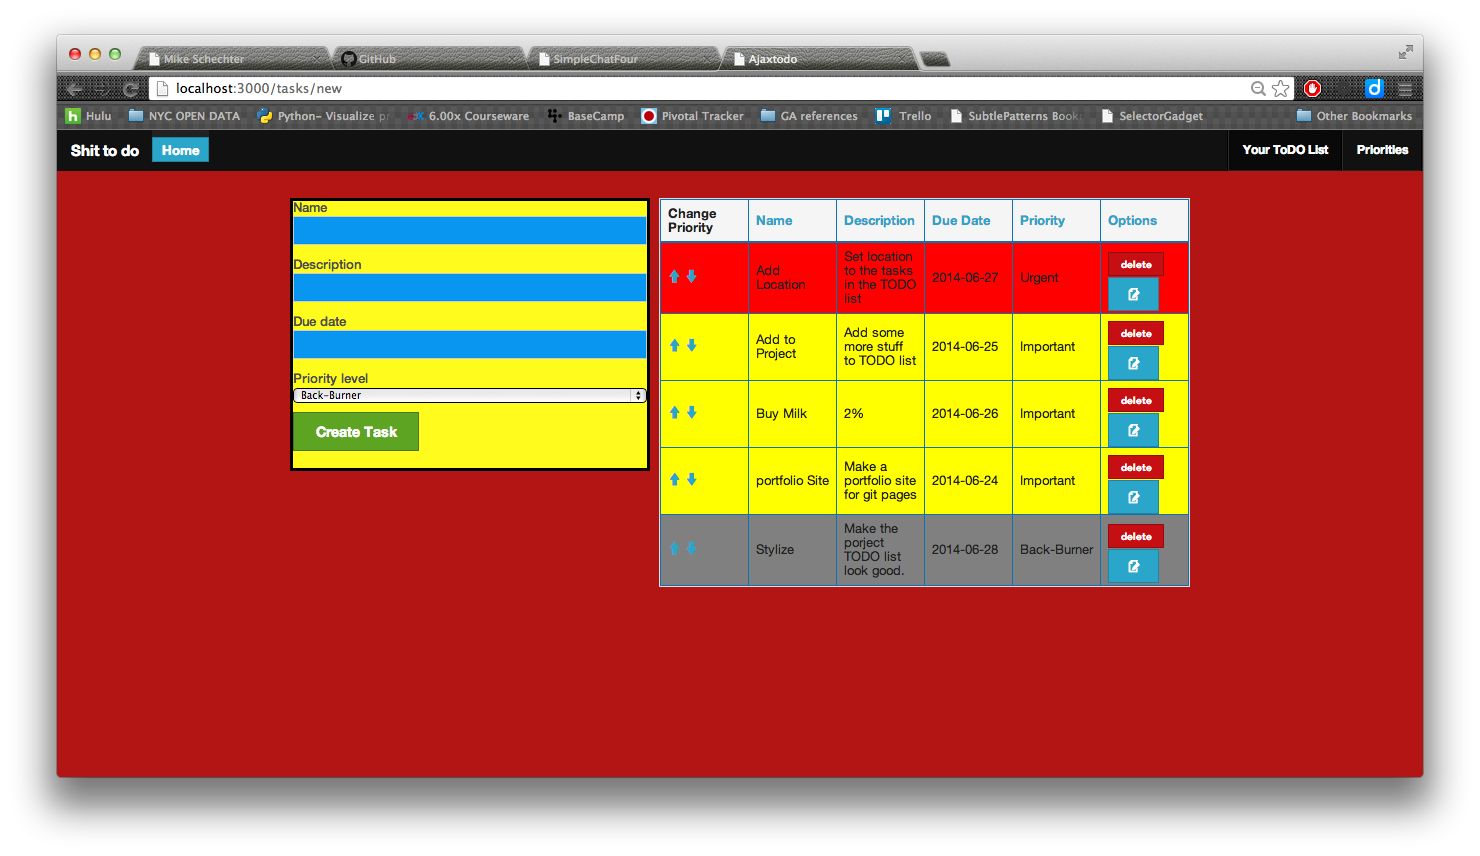 Mike Schechter
GitHub
SimpleChatFour
Ajaxtodo
localhost:3000/tasks/new
Hulu
NYC OPEN DATA
Python- Visualize pr
6.00x Courseware
BaseCamp
Pivotal Tracker
GA references
Trello
SubtlePatterns Book
SelectorGadget
Other Bookmarks
Shit to do
Home
Your ToDO List
Priorities
Name
Description
Due date
Priority level
Back-Burner
Create Task
Change
Priority
Name
Description
Due Date
Priority
Options
Add
Location
Set location
to the tasks
in the TODO
list
2014-06-27
Urgent
delete
Add to
Project
Add some
more stuff
to TODO list
2014-06-25
Important
delete
Buy Milk
2%
2014-06-26
Important
delete
portfolio Site
Make a
portfolio site
for git pages
2014-06-24
Important
delete
Stylize
Make the
porject
TODO list
look good.
2014-06-28
Back-Burner
delete